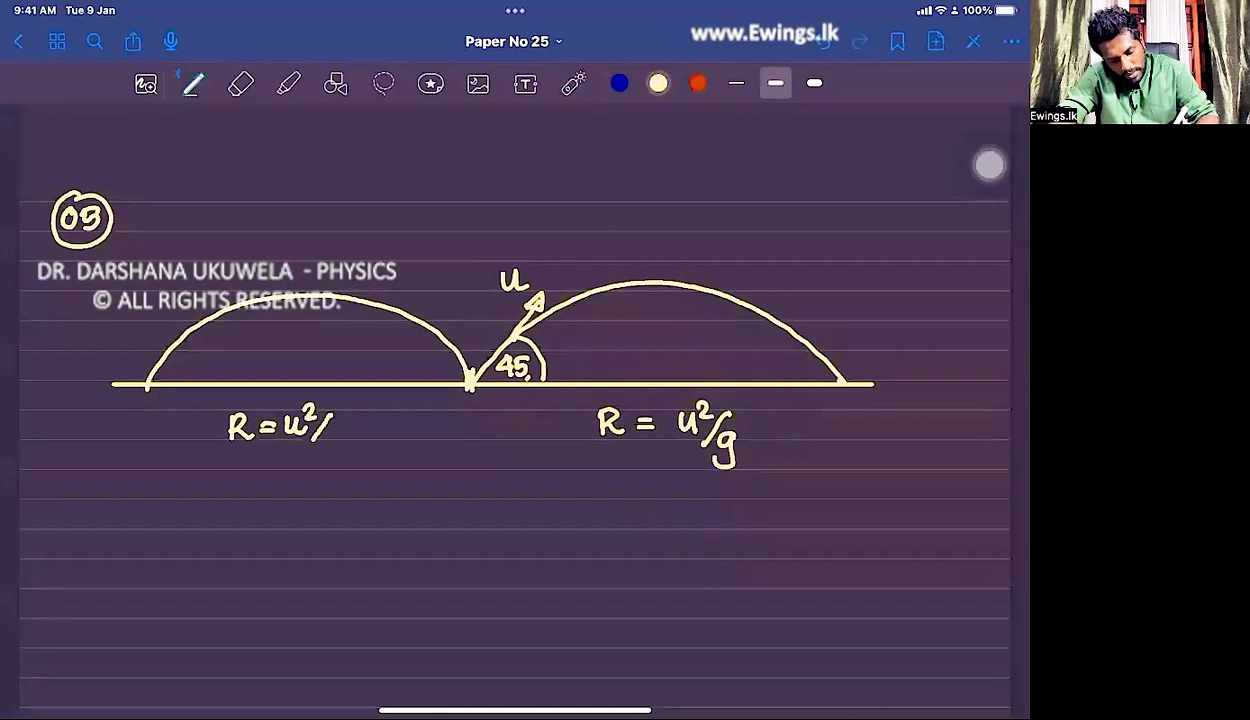 9:41 AM Tue 9 Jan
100%
Paper No 25
www.Ewings.lk
Ewings.lk
09
DR. DARSHANA UKUWELA - PHYSICS
© ALL RIGHTS RESERVED.
u
45
R = u²/
R = u²/g